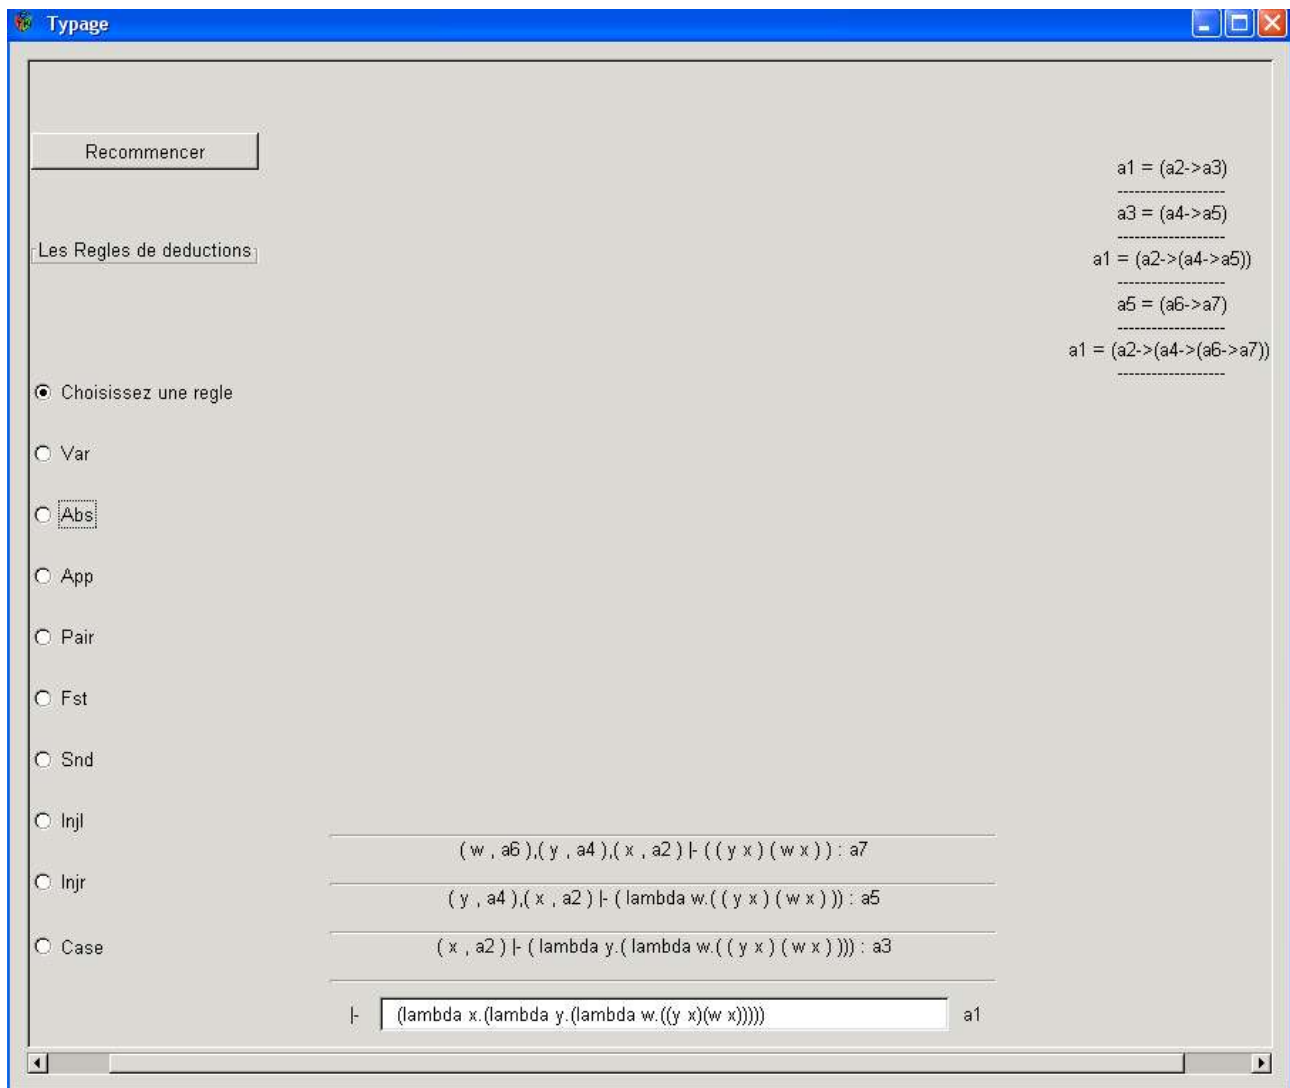 Typage
Recommencer
a1 = (a2->a3)
-------------------
a3 = (a4->a5)
-------------------
Les Regles de deductions
a1 = (a2->(a4->a5))
-------------------
a5 = (a6->a7)
-------------------
a1 = (a2->(a4->(a6->a7))
-------------------
Choisissez une regle
Var
Abs
App
Pair
Fst
Snd
Injl
( w , a6 ),( y , a4 ),( x , a2 ) |- ( ( y x ) ( w x ) ) : a7
Injr
( y , a4 ),( x , a2 ) |- ( lambda w.( ( y x ) ( w x ) )) : a5
Case
( x , a2 ) |- ( lambda y.( lambda w.( ( y x ) ( w x ) ))) : a3
|- (lambda x.(lambda y.(lambda w.((y x)(w x))))) a1